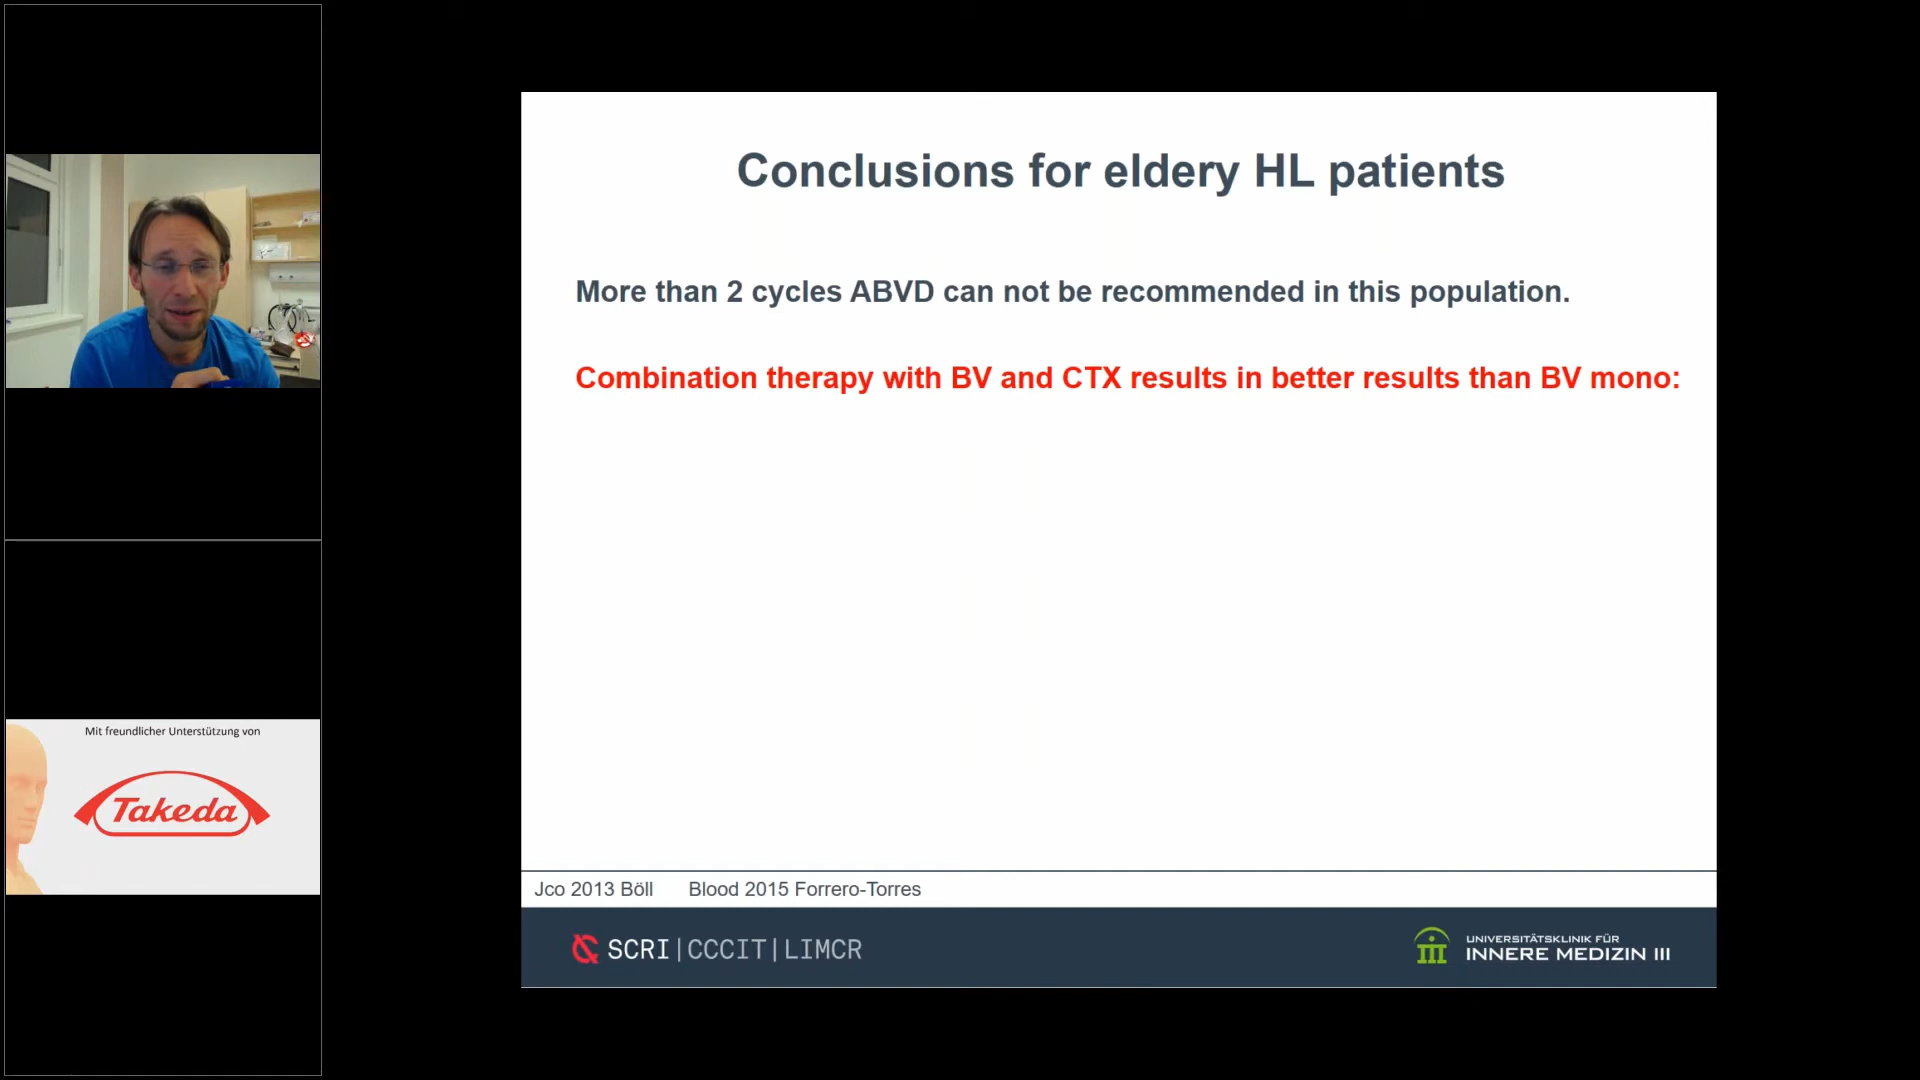 Conclusions for eldery HL patients
More than 2 cycles ABVD can not be recommended in this population.
Combination therapy with BV and CTX results in better results than BV mono:
Jco 2013 Böll Blood 2015 Forrero-Torres
SCRI|CCCIT|LIMCR
UNIVERSITÄTSKLINIK FÜR
INNERE MEDIZIN III
Mit freundlicher Unterstützung von
Takeda